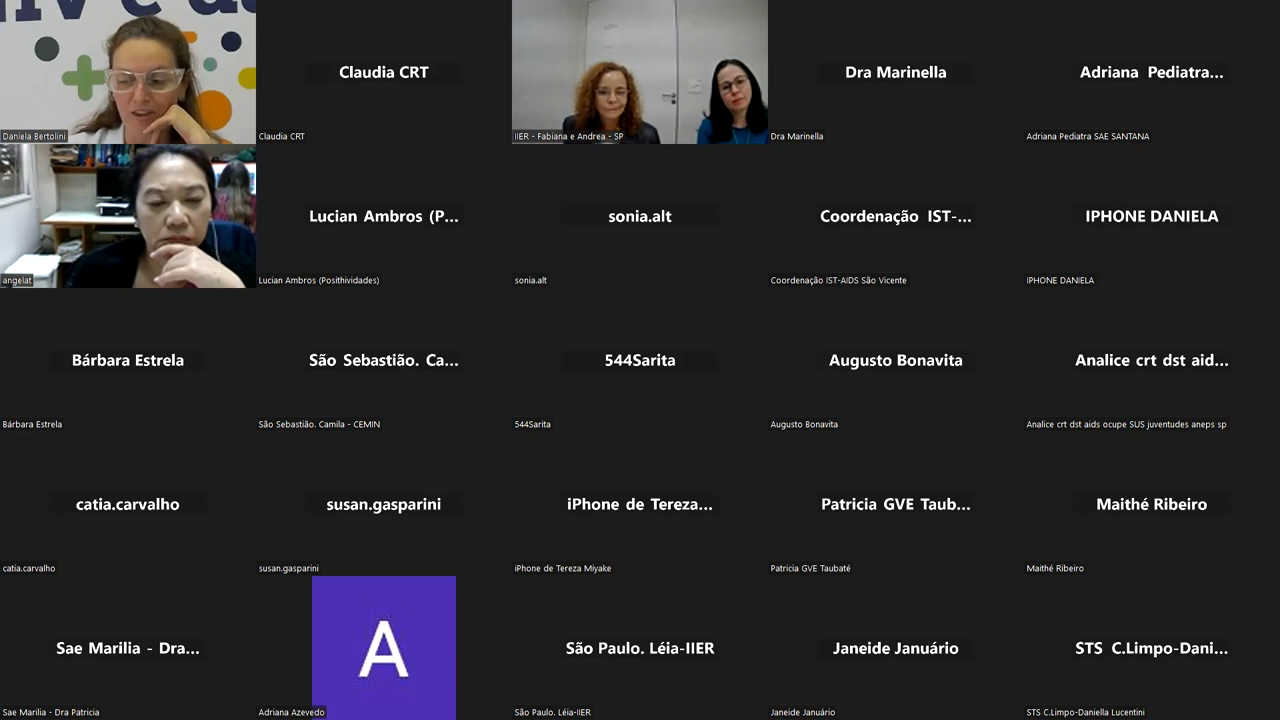 Daniela Bertolini
Claudia CRT
Claudia CRT
IIER - Fabiana e Andrea - SP
Dra Marinella
Dra Marinella
Adriana Pediatra...
Adriana Pediatra SAE SANTANA
angelat
Lucian Ambros (P...
Lucian Ambros (Posithividades)
sonia.alt
sonia.alt
Coordenação IST-...
Coordenação IST-AIDS São Vicente
IPHONE DANIELA
IPHONE DANIELA
Bárbara Estrela
Bárbara Estrela
São Sebastião. Ca...
São Sebastião. Camila - CEMIN
544Sarita
544Sarita
Augusto Bonavita
Augusto Bonavita
Analice crt dst aid...
Analice crt dst aids ocupe SUS juventudes aneps sp
catia.carvalho
catia.carvalho
susan.gasparini
susan.gasparini
iPhone de Tereza...
iPhone de Tereza Miyake
Patricia GVE Taub...
Patricia GVE Taubaté
Maithé Ribeiro
Maithé Ribeiro
Sae Marilia - Dra...
Sae Marilia - Dra Patricia
A
Adriana Azevedo
São Paulo. Léia-IIER
São Paulo. Léia-IIER
Janeide Januário
Janeide Januário
STS C.Limpo-Dani...
STS C.Limpo-Daniella Lucentini